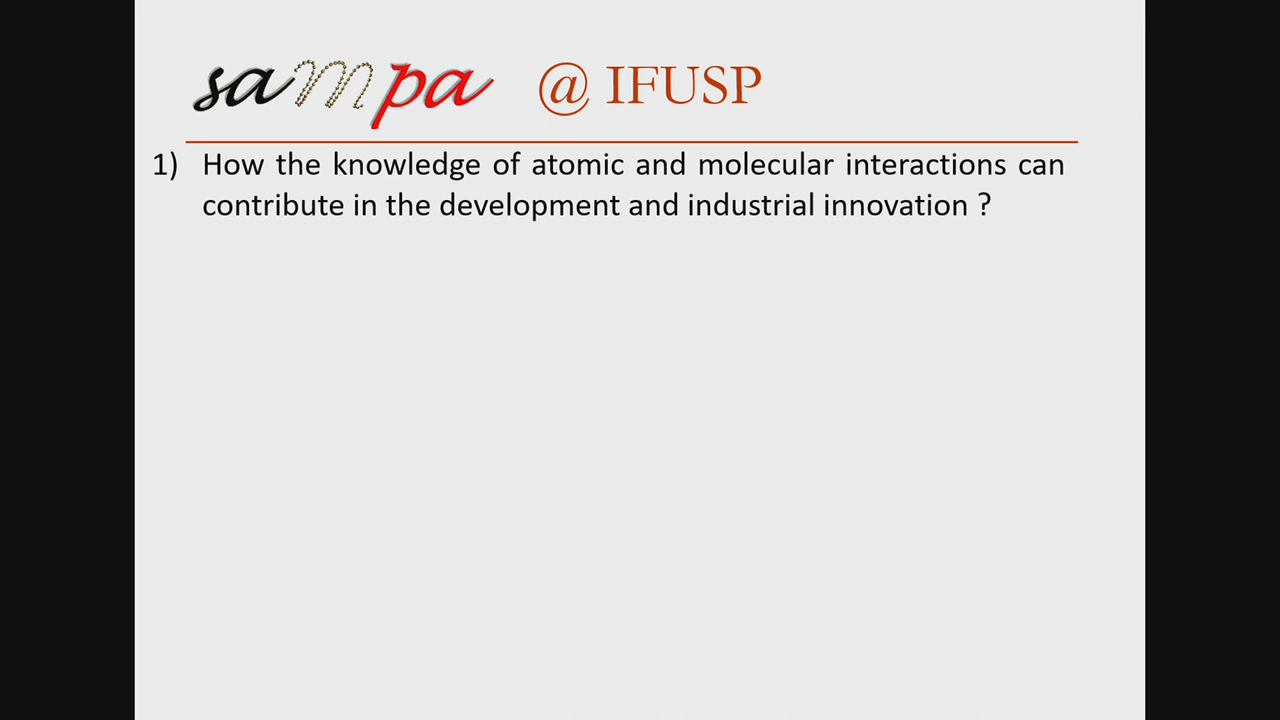 sampa @ IFUSP
1) How the knowledge of atomic and molecular interactions can
contribute in the development and industrial innovation ?